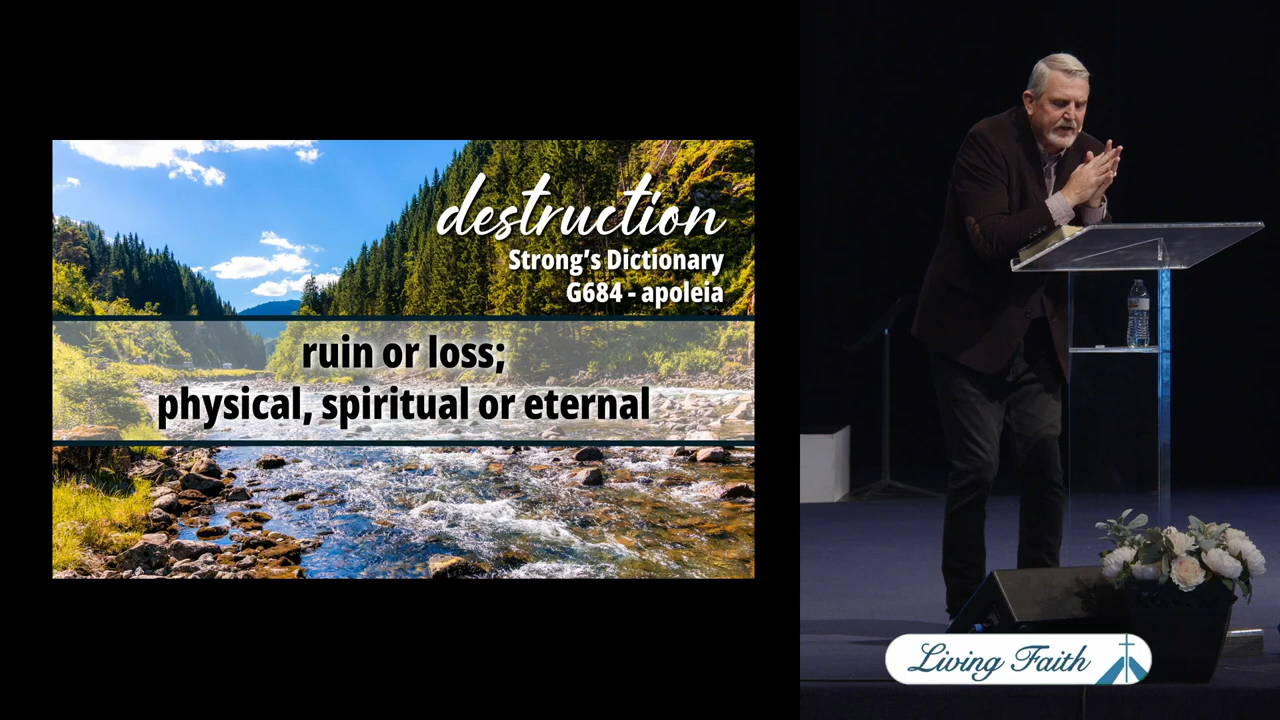 destruction
Strong's Dictionary
G684 - apoleia
ruin or loss;
physical, spiritual or eternal
Living Faith